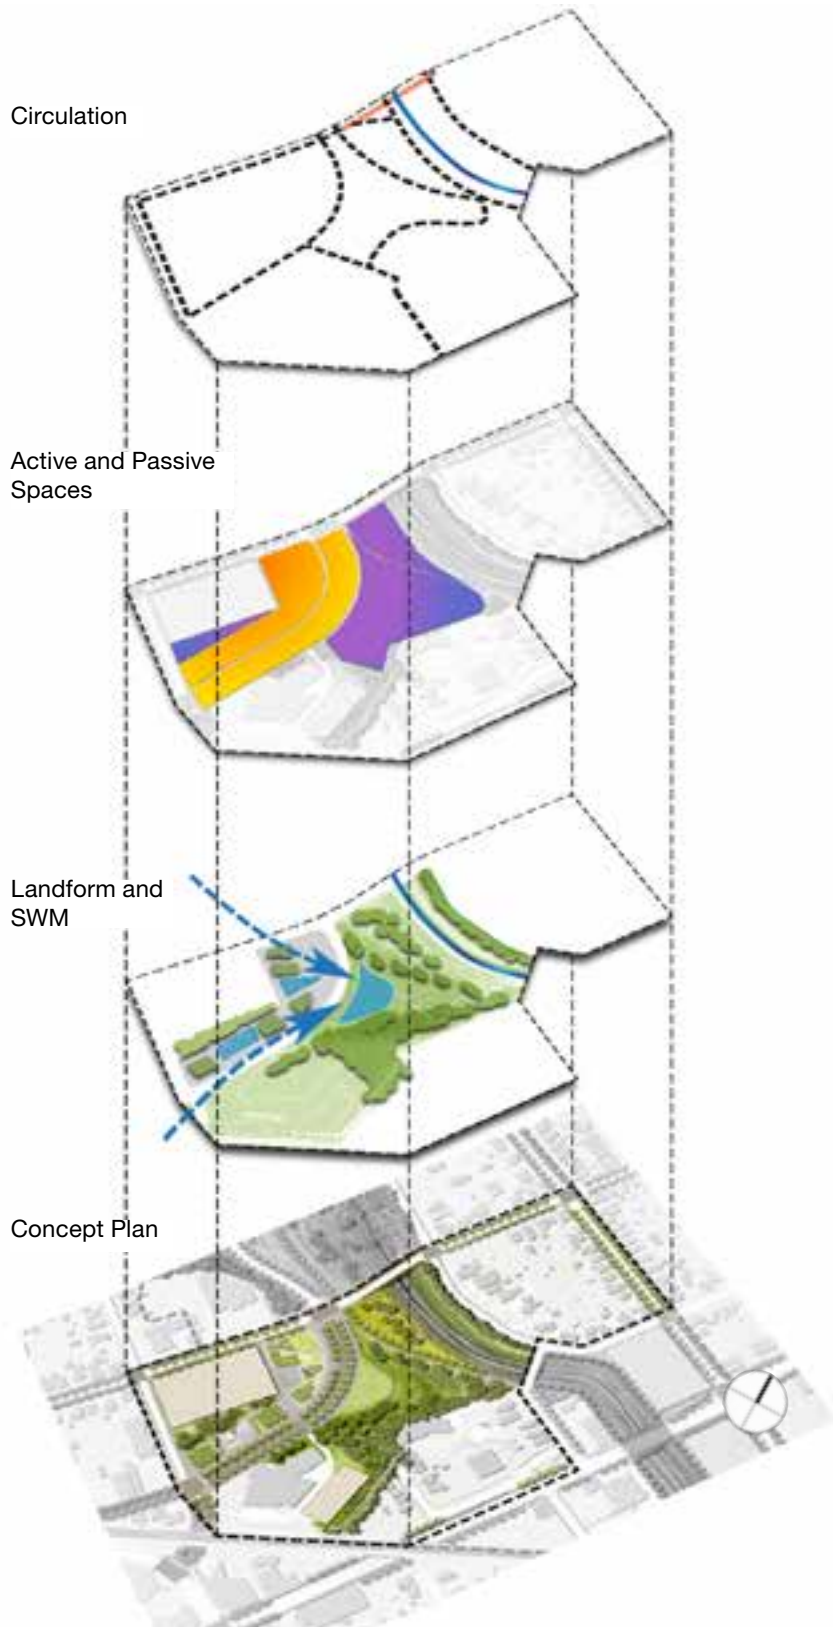 Circulation
Active and Passive
Spaces
Landform and
SWM
Concept Plan